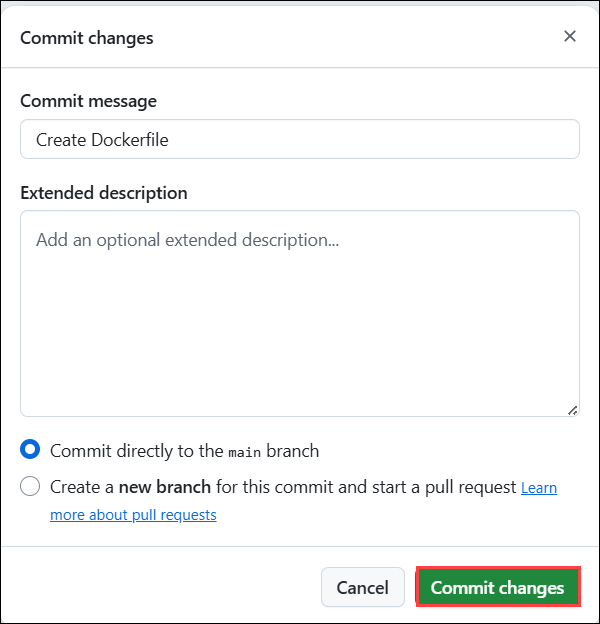 Commit changes
Commit message
Create Dockerfile
Extended description
Add an optional extended description...
Commit directly to the main branch
Create a new branch for this commit and start a pull request Learn
more about pull requests
Cancel
Commit changes